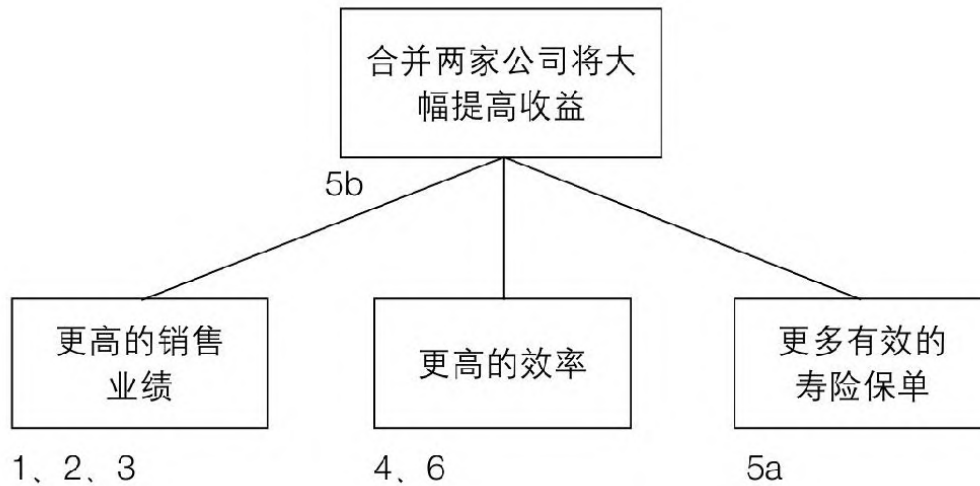 合并两家公司将大
幅提高收益
5b
更高的销售
业绩
更高的效率
更多有效的
寿险保单
1、2、3
4、6
5a